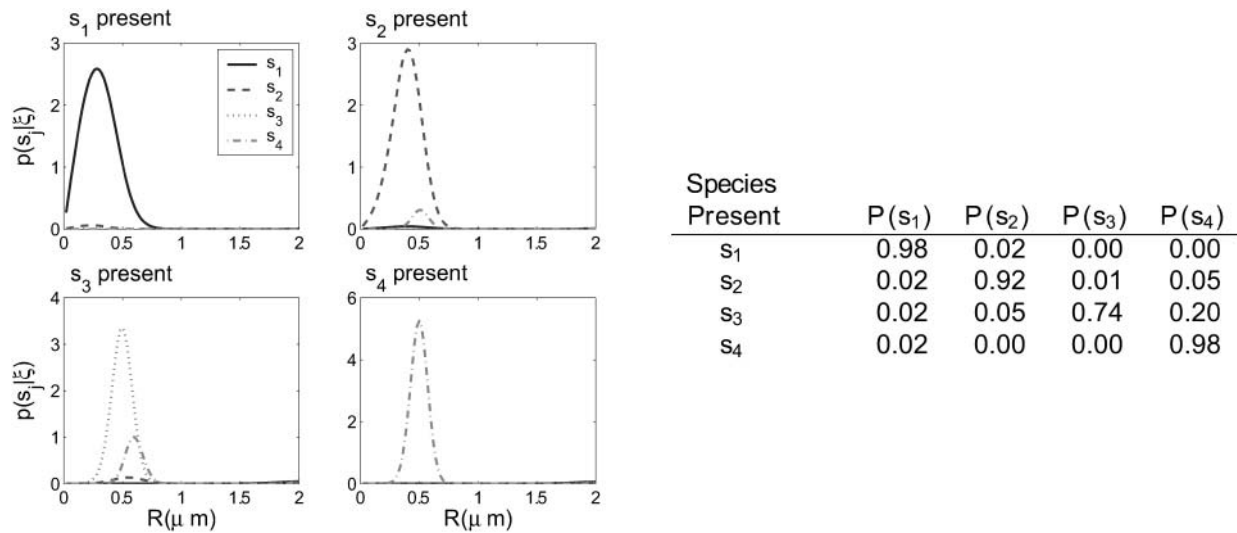 s1 present
s2 present
3
2
1
0
p(sj|ξ)
s1
s2
s3
s4
0 0.5 1 1.5 2
3
2
1
0
0 0.5 1 1.5 2
s3 present
s4 present
4
3
2
1
0
p(sj|ξ)
0 0.5 1 1.5 2
R(μ m)
6
4
2
0
0 0.5 1 1.5 2
R(μ m)
Species
Present P(s1) P(s2) P(s3) P(s4)
s1 0.98 0.02 0.00 0.00
s2 0.02 0.92 0.01 0.05
s3 0.02 0.05 0.74 0.20
s4 0.02 0.00 0.00 0.98